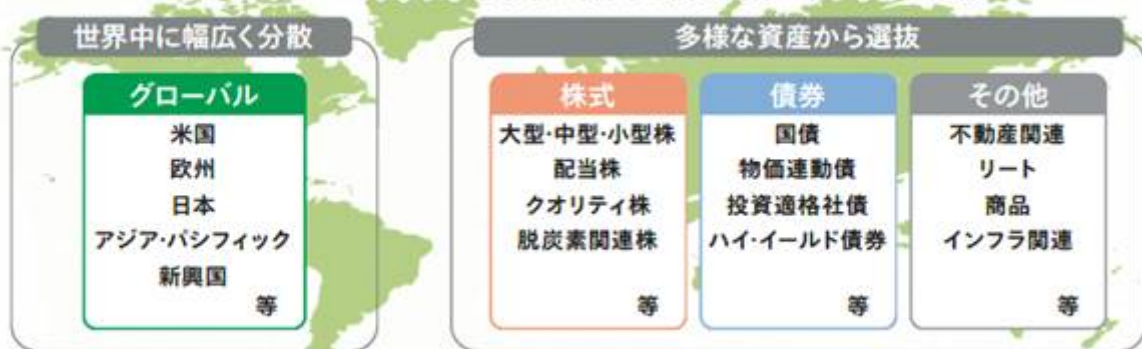 世界中に幅広く分散
グローバル
米国
欧州
日本
アジア・パシフィック
新興国
等
多様な資産から選抜
株式
大型・中型・小型株
配当株
クオリティ株
脱炭素関連株
等
債券
国債
物価連動債
投資適格社債
ハイ・イールド債券
等
その他
不動産関連
リート
商品
インフラ関連
等